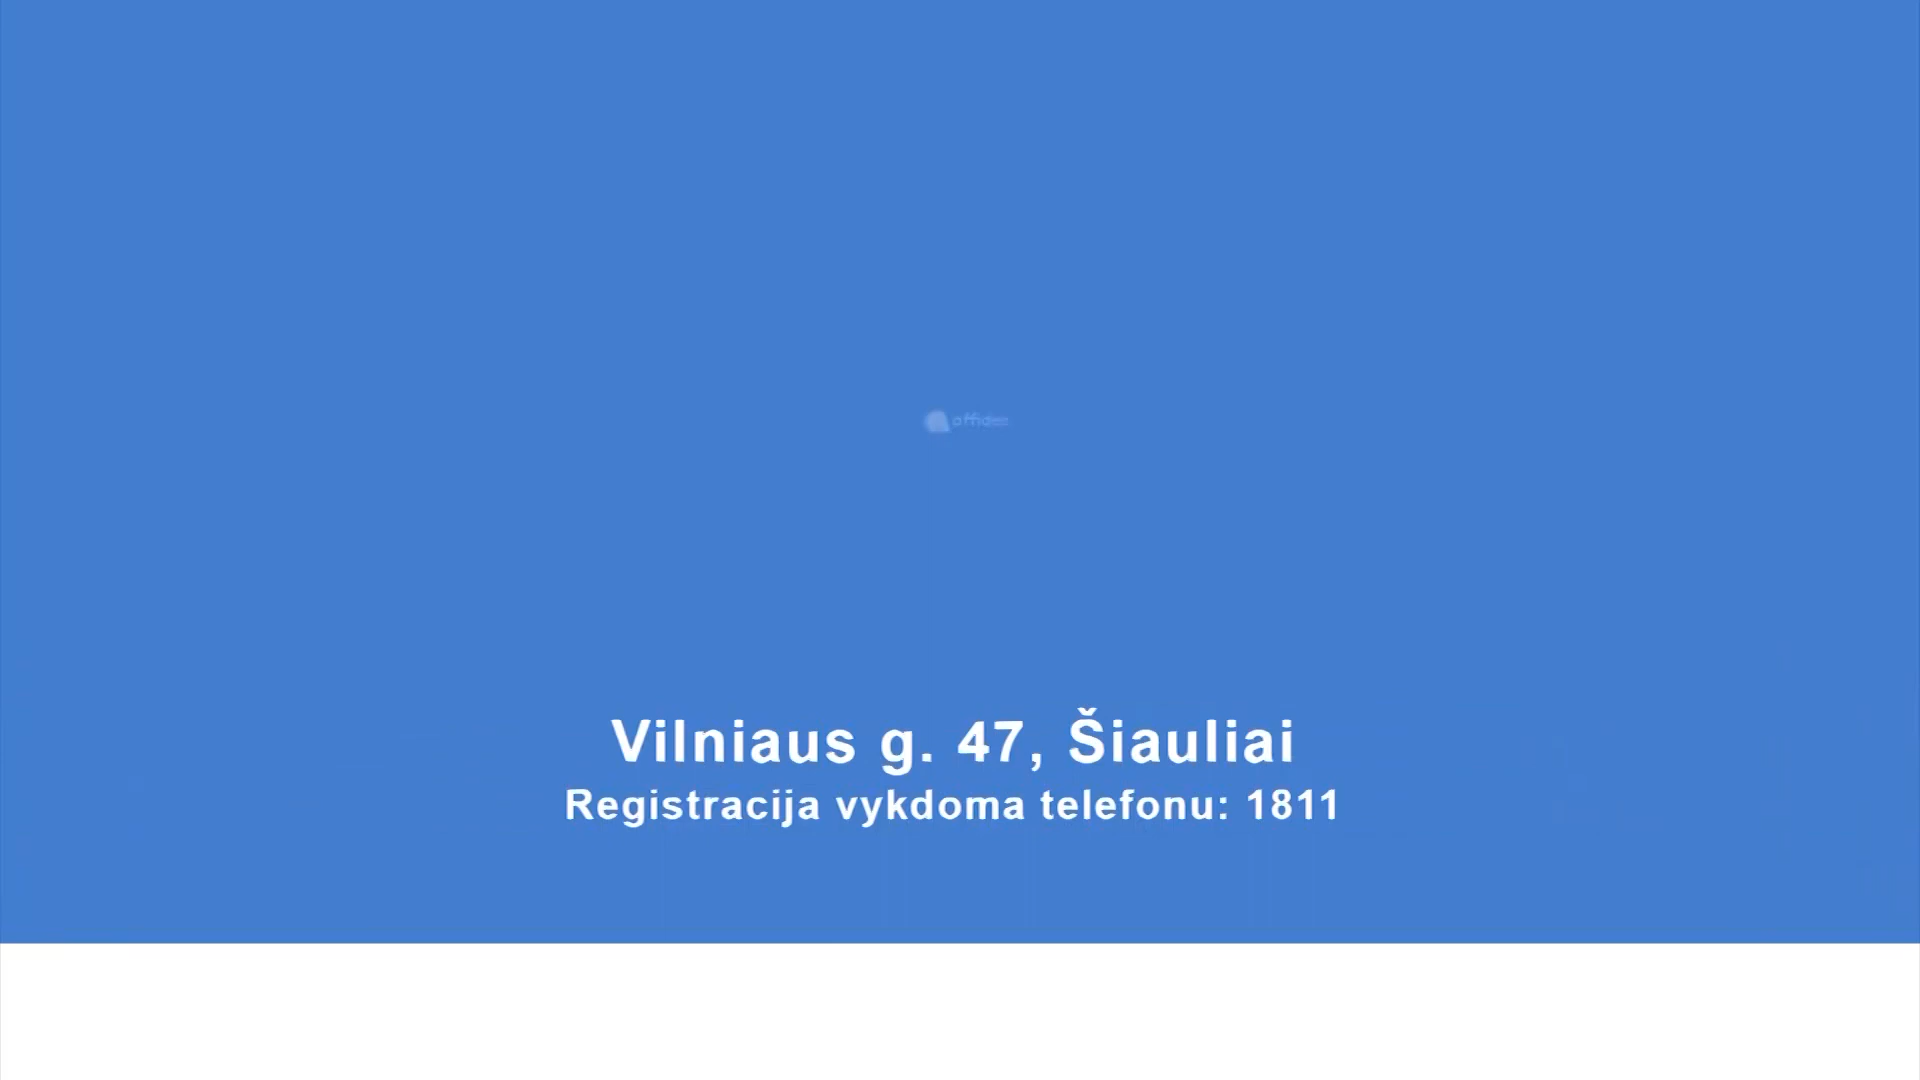 Vilniaus g. 47, Šiauliai
Registracija vykdoma telefonu: 1811